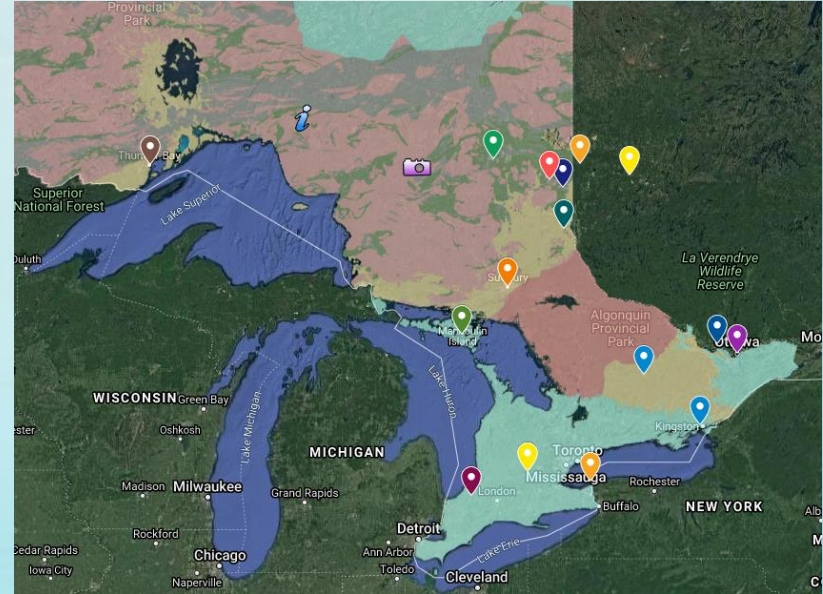 Provincial
Park
Thunder Bay
Superior
National Forest
Lake Superior
Duluth
Sudbury
La Verendrye
Wildlife
Reserve
Manitoulin
Island
Algonquin
Provincial
Park
Ottawa
Mo
WISCONSIN
Green Bay
Lake Michigan
Lake Huron
ester
Oshkosh
Kingston
MICHIGAN
Toronto
Mississauga
Rochester
Madison
Milwaukee
Grand Rapids
London
NEW YORK
Buffalo
Alb
Rockford
Detroit
M
Cedar Rapids
Ann Arbor
Lake Erie
Iowa City
Chicago
Toledo
Naperville
Cleveland
C